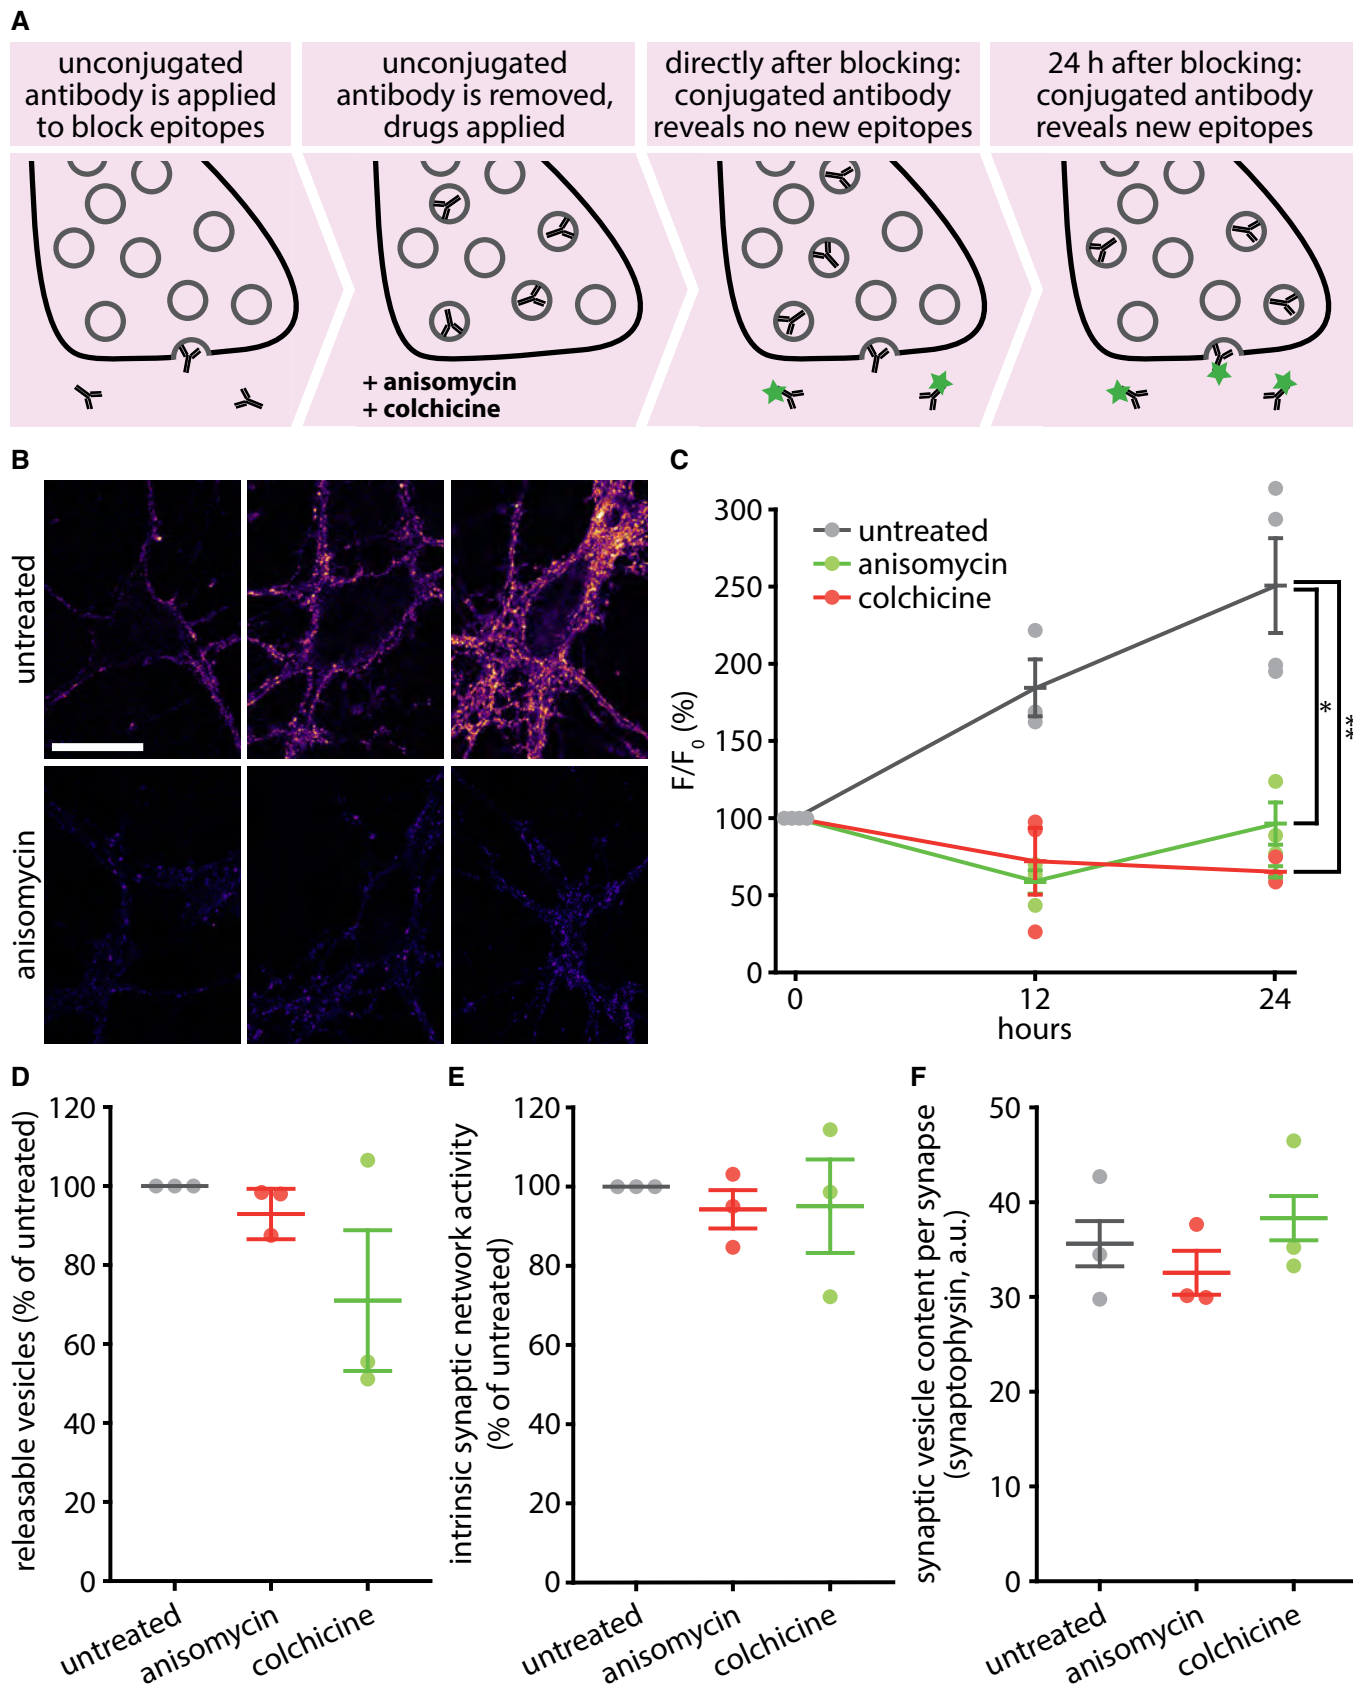 A
unconjugated
antibody is applied
to block epitopes
unconjugated
antibody is removed,
drugs applied
directly after blocking:
conjugated antibody
reveals no new epitopes
24 h after blocking:
conjugated antibody
reveals new epitopes
+ anisomycin
+ colchicine
B
untreated
anisomycin
C
F/F0 (%)
300
250
200
150
100
50
0
untreated
anisomycin
colchicine
*
**
0
12
24
hours
D
releasable vesicles (% of untreated)
120
100
80
60
40
20
0
untreated
anisomycin
colchicine
E
intrinsic synaptic network activity
(% of untreated)
120
100
80
60
40
20
0
untreated
anisomycin
colchicine
F
synaptic vesicle content per synapse
(synaptophysin, a.u.)
50
40
30
20
10
0
untreated
anisomycin
colchicine